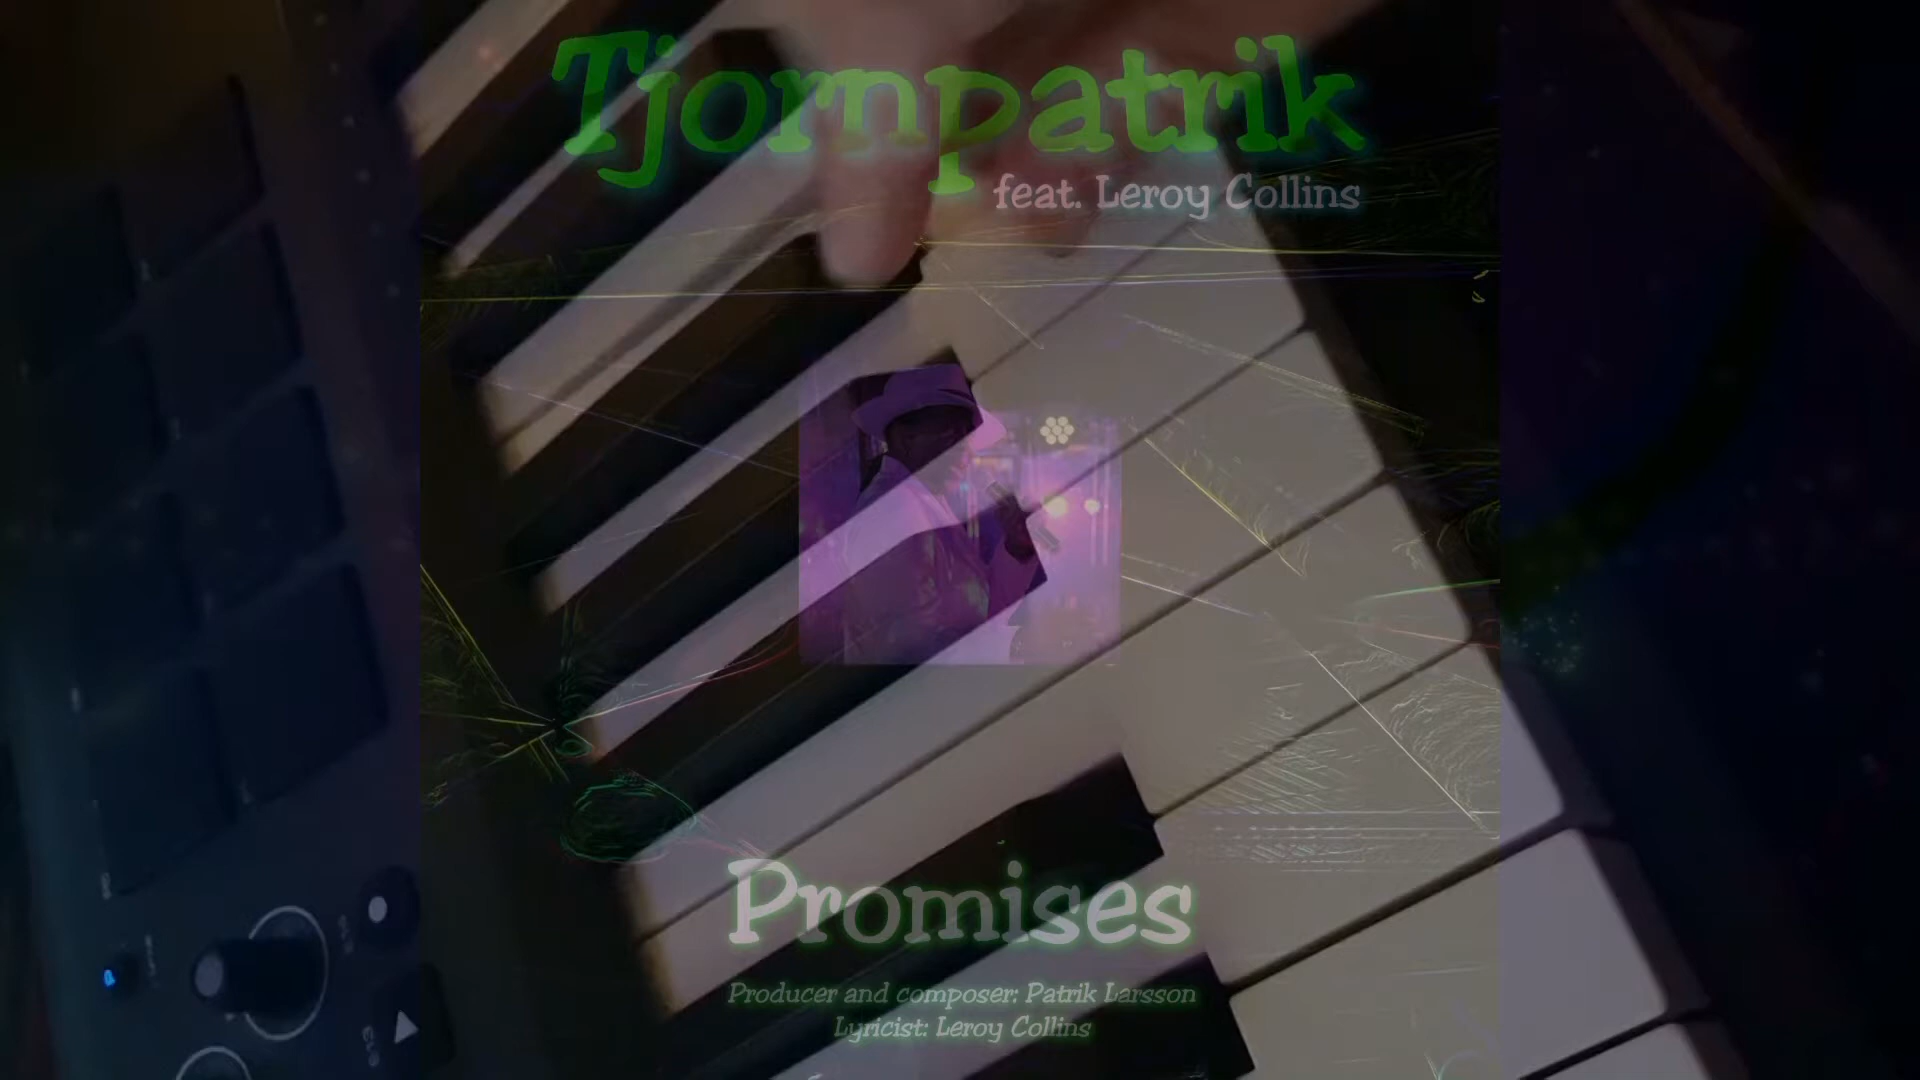 Tjornpatrik
feat. Leroy Collins
Promises
Producer and composer: Patrik Larsson
Lyricist: Leroy Collins